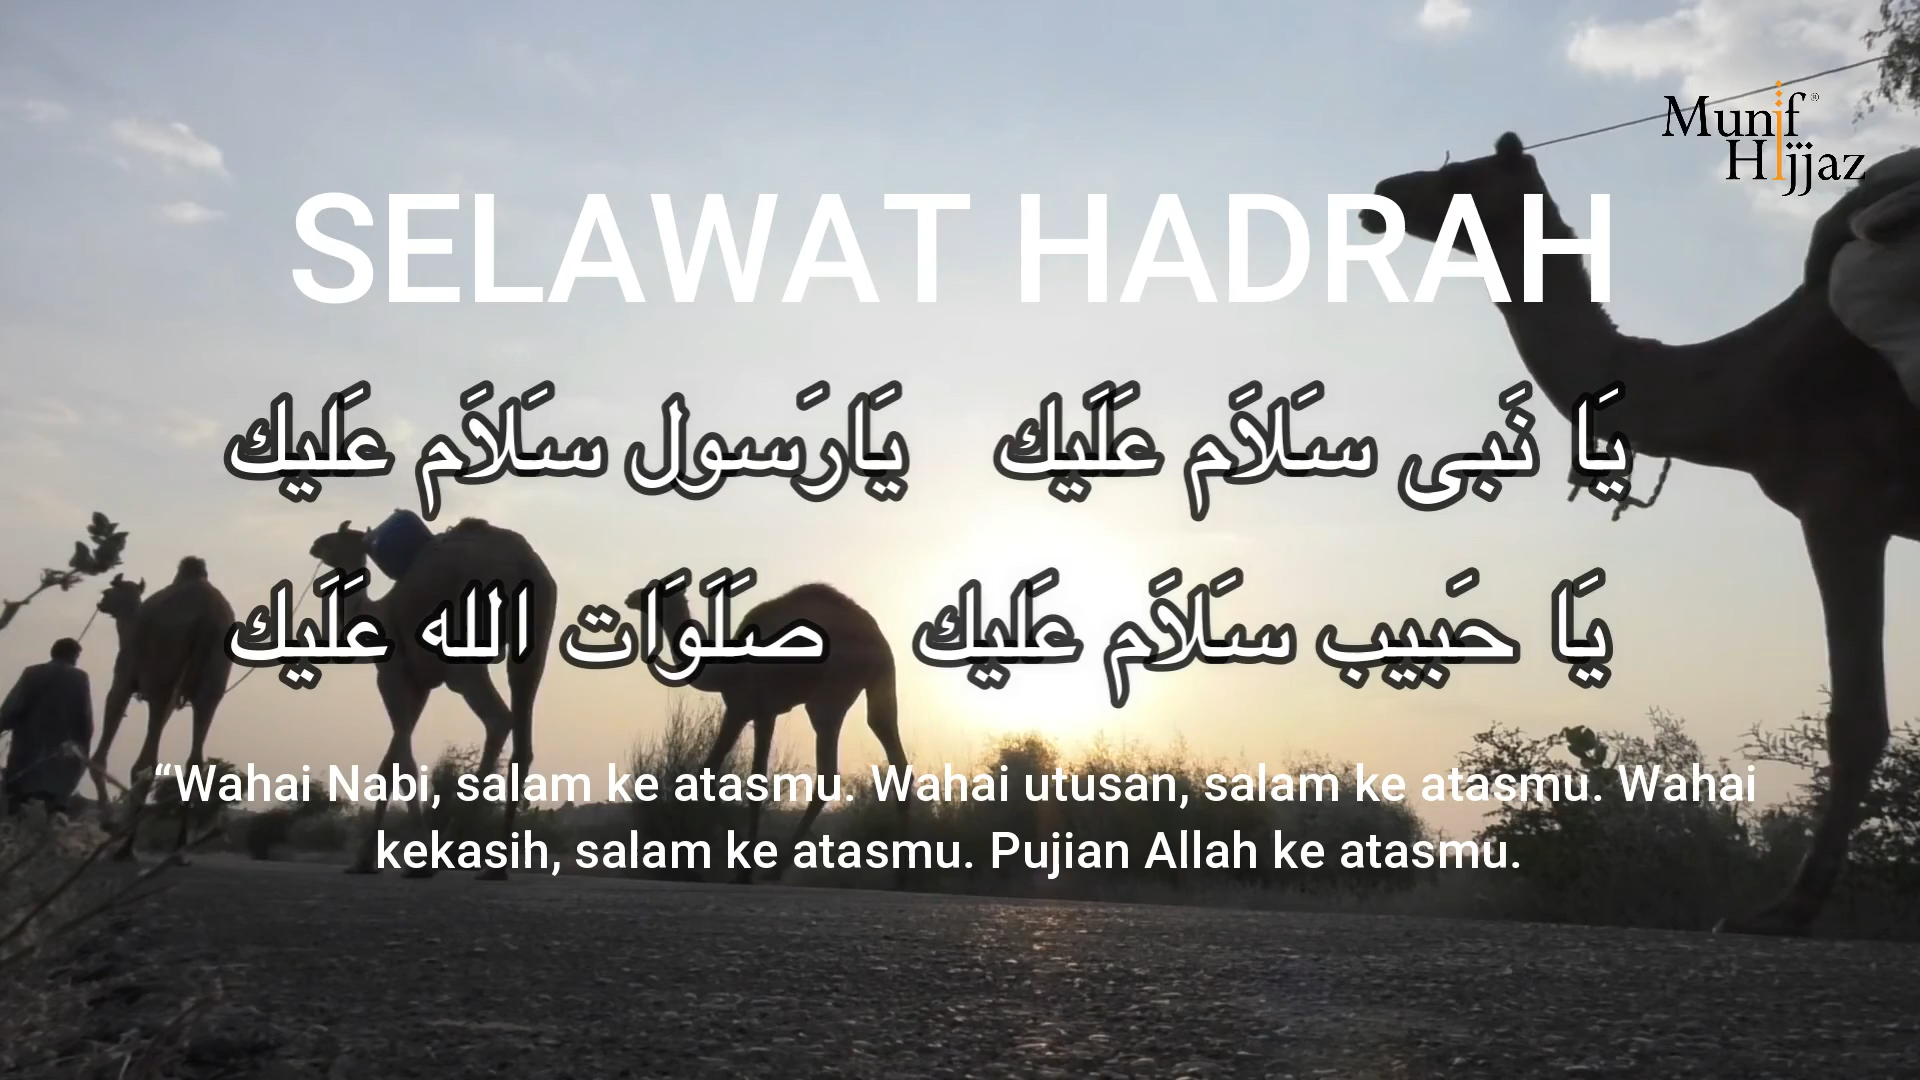 Munif
Hijjaz
SELAWAT HADRAH
يَا نَبى سَلاَم عَلَيك يَارَسول سَلاَم عَليك
يَا حَبيب سَلاَم عَليك صَلَوَات الله عَلَيك
“Wahai Nabi, salam ke atasmu. Wahai utusan, salam ke atasmu. Wahai
kekasih, salam ke atasmu. Pujian Allah ke atasmu.